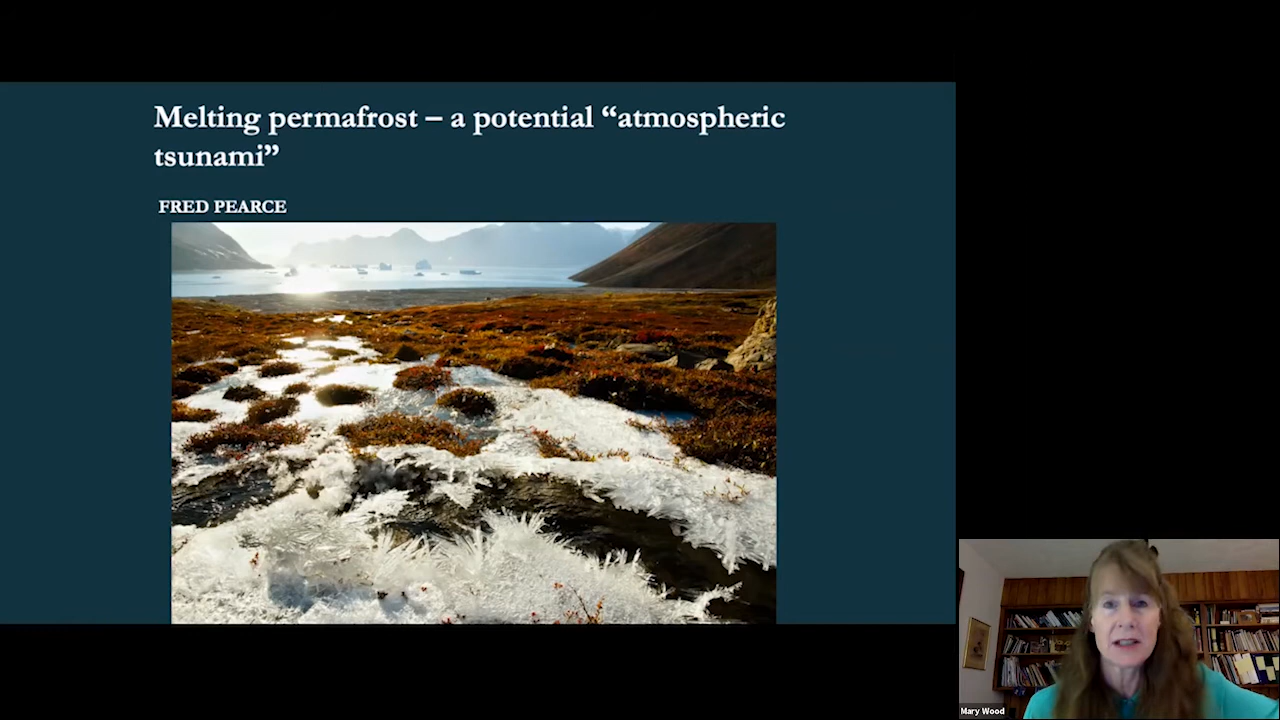 Melting permafrost – a potential “atmospheric
tsunami”
FRED PEARCE
Mary Wood